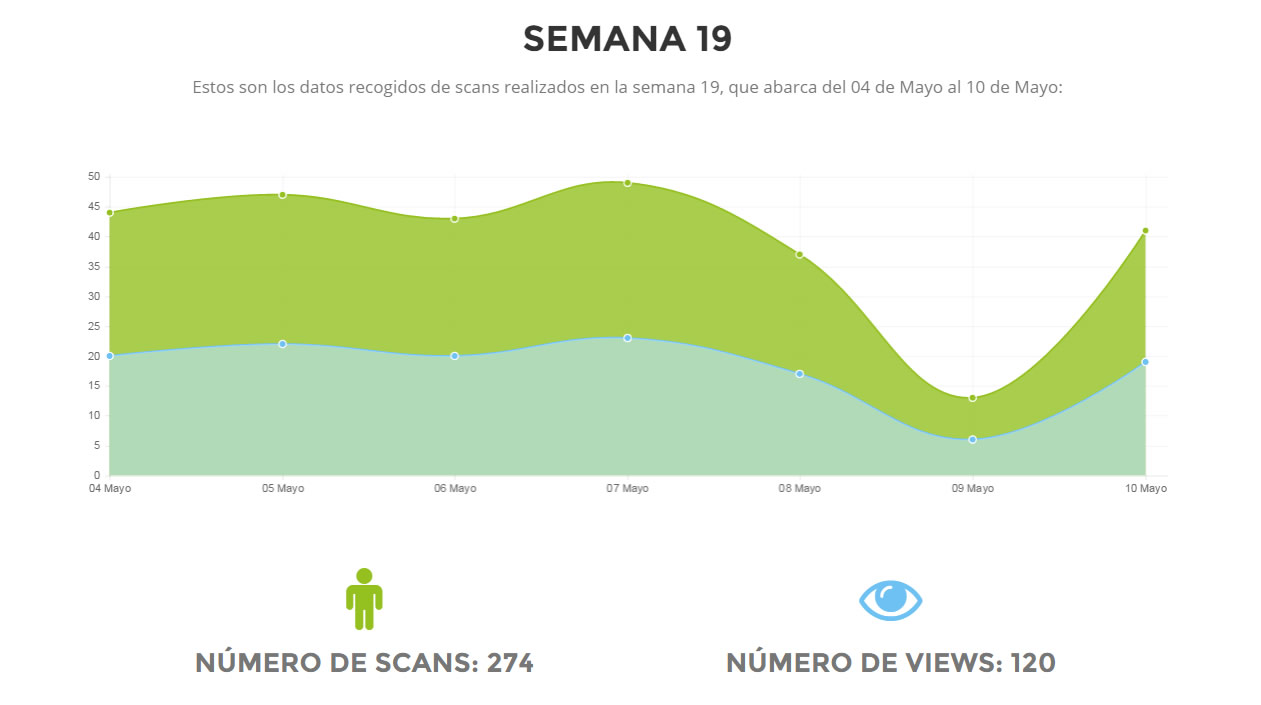 SEMANA 19
Estos son los datos recogidos de scans realizados en la semana 19, que abarca del 04 de Mayo al 10 de Mayo:
50
45
40
35
30
25
20
15
10
5
0
04 Mayo 05 Mayo 06 Mayo 07 Mayo 08 Mayo 09 Mayo 10 Mayo
NÚMERO DE SCANS: 274 NÚMERO DE VIEWS: 120